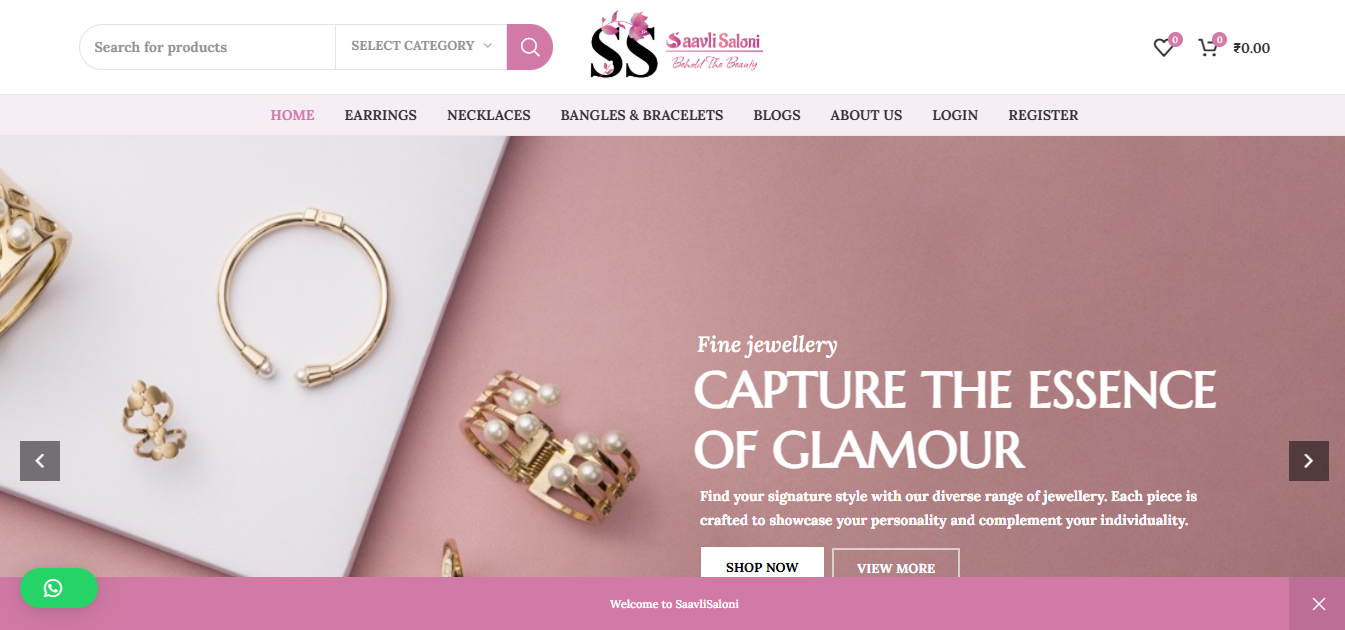 Search for products
SELECT CATEGORY
SS
Saavli Saloni
Behold The Beauty
0
0
₹0.00
HOME
EARRINGS
NECKLACES
BANGLES & BRACELETS
BLOGS
ABOUT US
LOGIN
REGISTER
Fine jewellery
CAPTURE THE ESSENCE
OF GLAMOUR
Find your signature style with our diverse range of jewellery. Each piece is
crafted to showcase your personality and complement your individuality.
SHOP NOW
VIEW MORE
Welcome to SaavliSaloni